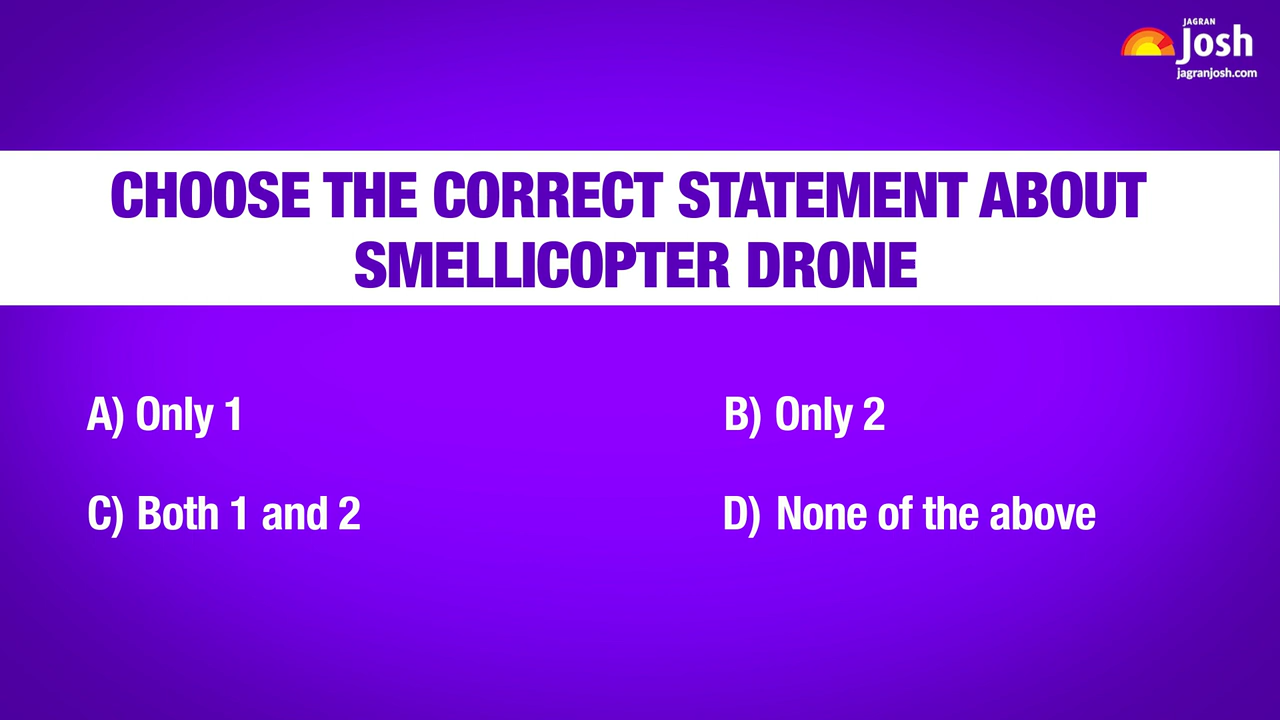 JAGRAN
Josh
jagranjosh.com
CHOOSE THE CORRECT STATEMENT ABOUT
SMELLICOPTER DRONE
A) Only 1
B) Only 2
C) Both 1 and 2
D) None of the above